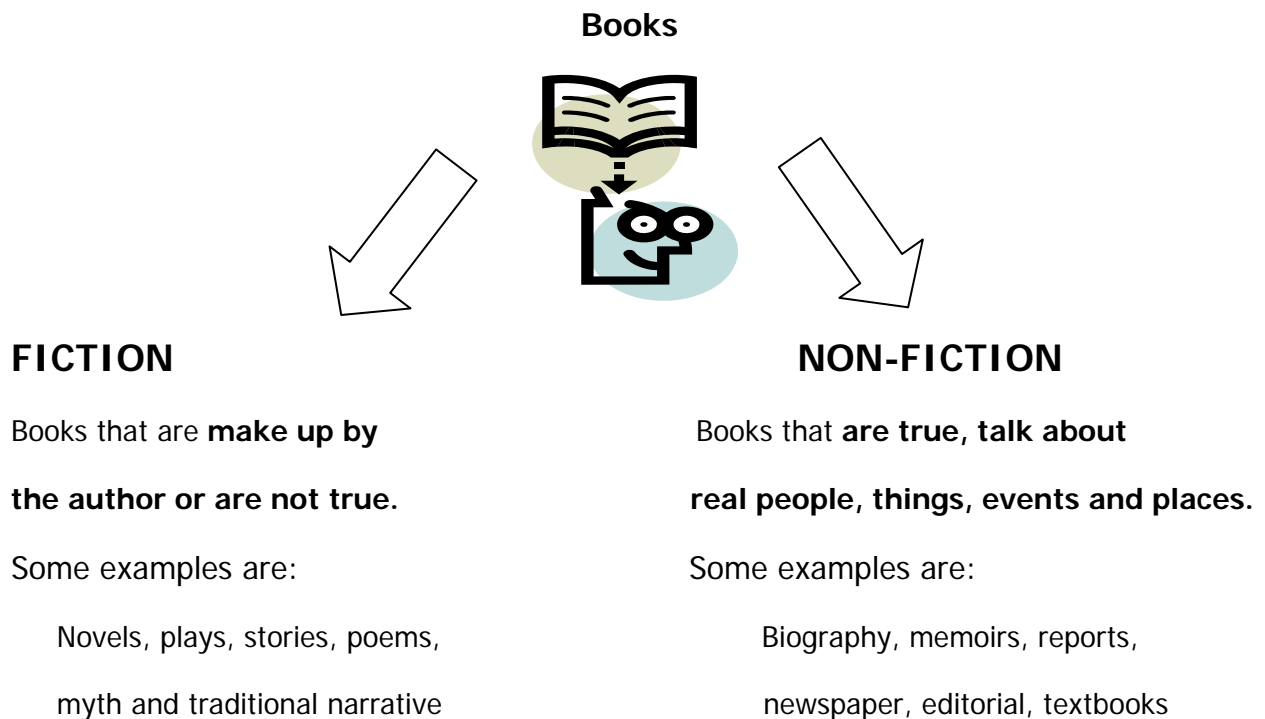 Books
FICTION
Books that are make up by
the author or are not true.
Some examples are:
Novels, plays, stories, poems,
myth and traditional narrative
NON-FICTION
Books that are true, talk about
real people, things, events and places.
Some examples are:
Biography, memoirs, reports,
newspaper, editorial, textbooks